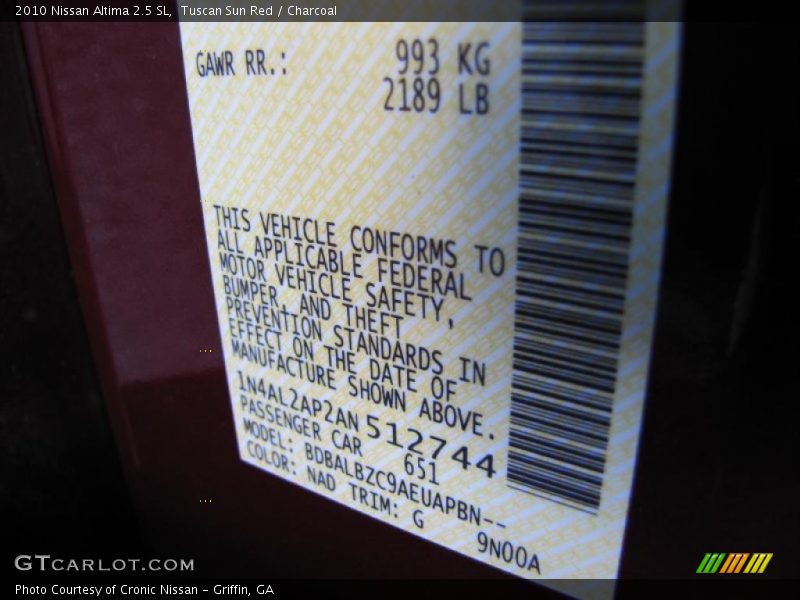 2010 Nissan Altima 2.5 SL, Tuscan Sun Red / Charcoal
GAWR RR.: 993 KG
2189 LB
THIS VEHICLE CONFORMS TO
ALL APPLICABLE FEDERAL
MOTOR VEHICLE SAFETY,
BUMPER, AND THEFT
PREVENTION STANDARDS IN
EFFECT ON THE DATE OF
MANUFACTURE SHOWN ABOVE.
1N4AL2AP2AN512744
PASSENGER CAR 651
MODEL: BDBALBZC9AEUAPBN--
COLOR: NAD TRIM: G 9N00A
GTCARLOT.COM
Photo Courtesy of Cronic Nissan - Griffin, GA